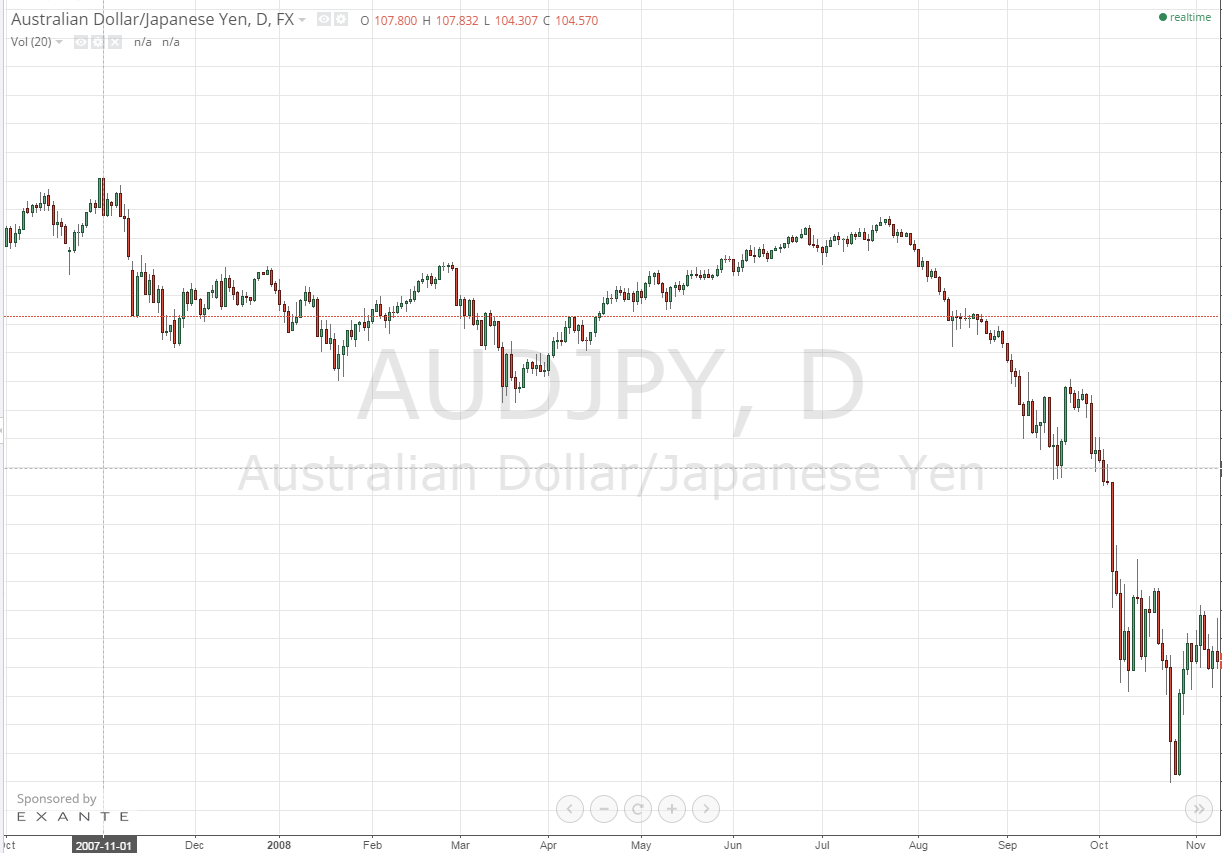 Australian Dollar/Japanese Yen, D, FX O 107.800 H 107.832 L 104.307 C 104.570
realtime
Vol (20) n/a n/a
AUDJPY, D
Australian Dollar/Japanese Yen
Sponsored by
EXANTE
2007-11-01 Dec 2008 Feb Mar Apr May Jun Jul Aug Sep Oct Nov